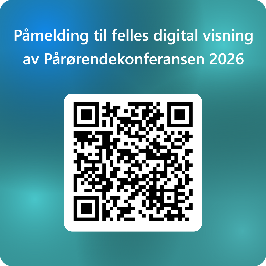 Påmelding til felles digital visning
av Pårørendekonferansen 2026